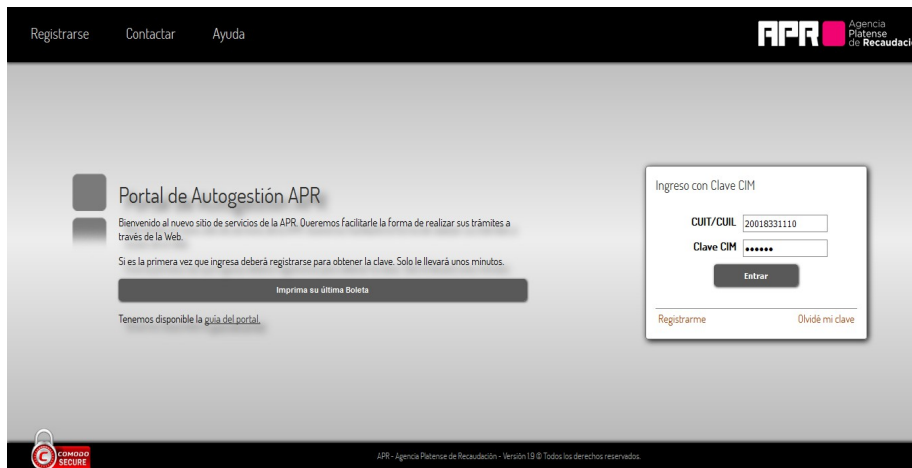 Registrarse Contactar Ayuda
APR Agencia
Platense
de Recaudació
Portal de Autogestión APR
Bienvenido al nuevo sitio de servicios de la APR. Queremos facilitarle la forma de realizar sus trámites a
través de la Web.
Si es la primera vez que ingresa deberá registrarse para obtener la clave. Solo le llevará unos minutos.
Imprima su última Boleta
Tenemos disponible la guía del portal.
Ingreso con Clave CIM
CUIT/CUIL 20018331110
Clave CIM ••••••
Entrar
Registrarme Olvidé mi clave
COMODO
SECURE
APR - Agencia Platense de Recaudación - Versión 1.9 © Todos los derechos reservados.